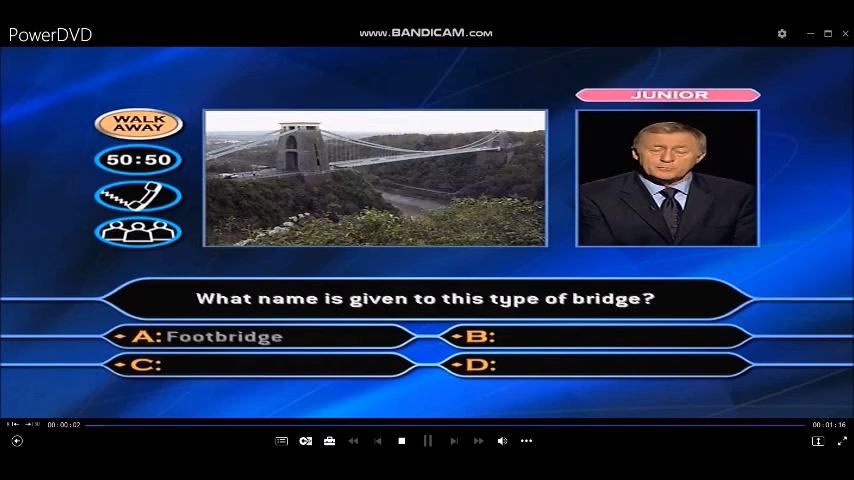 PowerDVD
www.BANDICAM.com
JUNIOR
WALK
AWAY
50:50
What name is given to this type of bridge?
A: Footbridge
B:
C:
D:
00:00:02
00:01:16